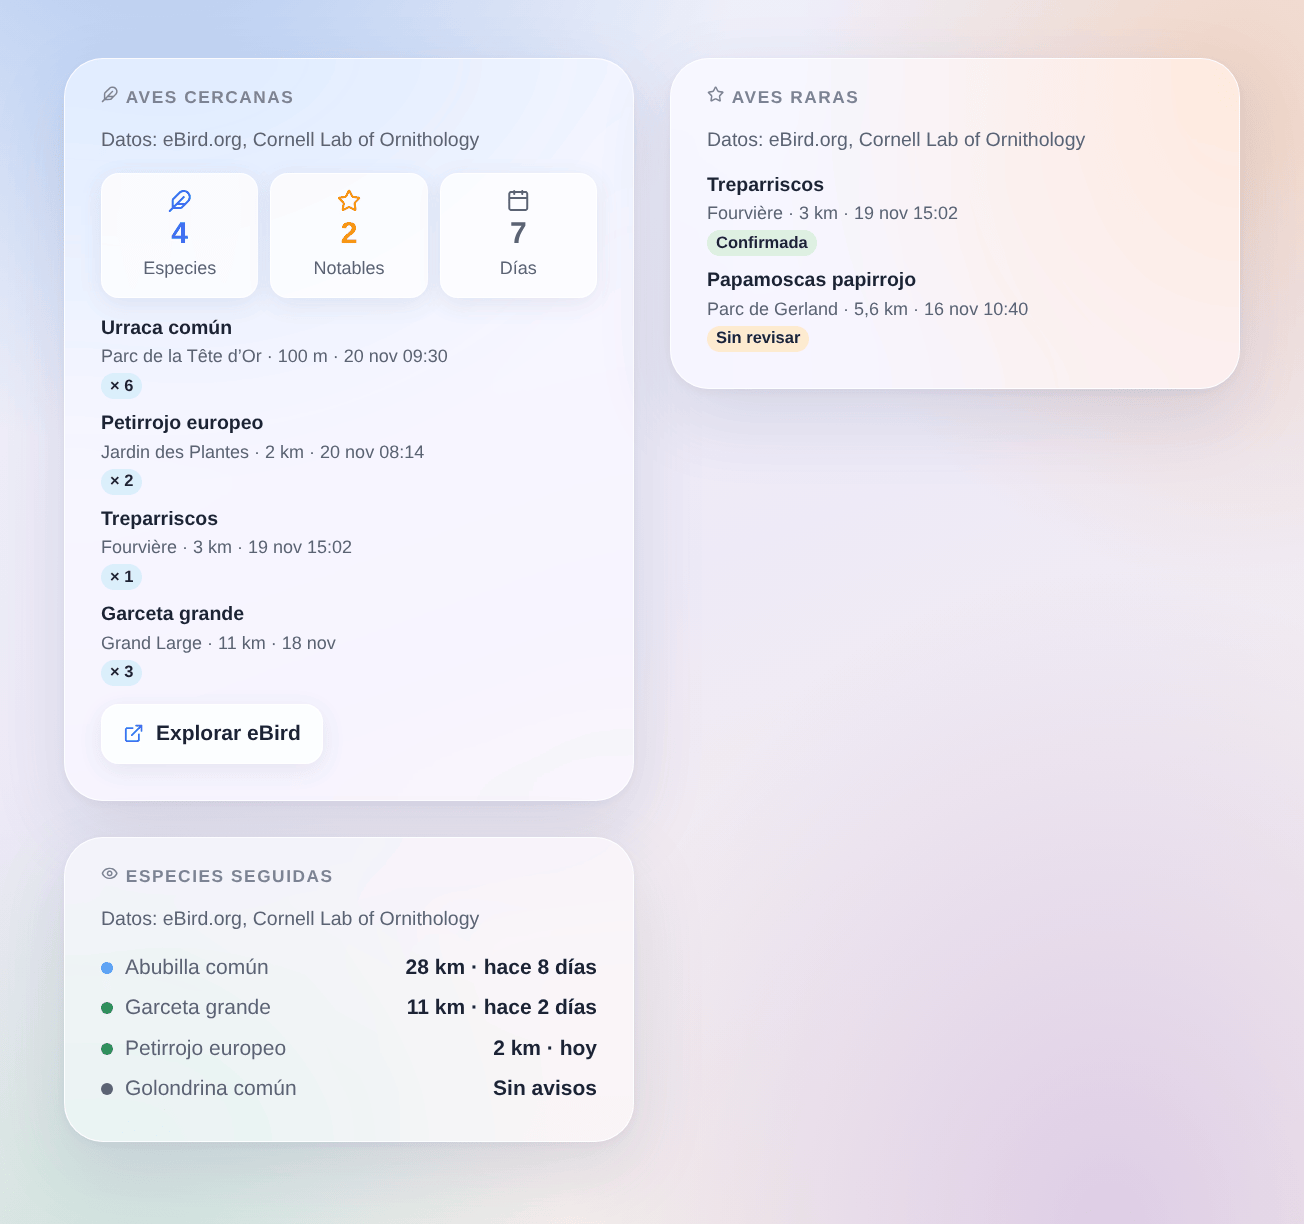 AVES CERCANAS
Datos: eBird.org, Cornell Lab of Ornithology
4
Especies
2
Notables
7
Días
Urraca común
Parc de la Tête d’Or · 100 m · 20 nov 09:30
× 6
Petirrojo europeo
Jardin des Plantes · 2 km · 20 nov 08:14
× 2
Treparriscos
Fourvière · 3 km · 19 nov 15:02
× 1
Garceta grande
Grand Large · 11 km · 18 nov
× 3
Explorar eBird
AVES RARAS
Datos: eBird.org, Cornell Lab of Ornithology
Treparriscos
Fourvière · 3 km · 19 nov 15:02
Confirmada
Papamoscas papirrojo
Parc de Gerland · 5,6 km · 16 nov 10:40
Sin revisar
ESPECIES SEGUIDAS
Datos: eBird.org, Cornell Lab of Ornithology
Abubilla común 28 km · hace 8 días
Garceta grande 11 km · hace 2 días
Petirrojo europeo 2 km · hoy
Golondrina común Sin avisos